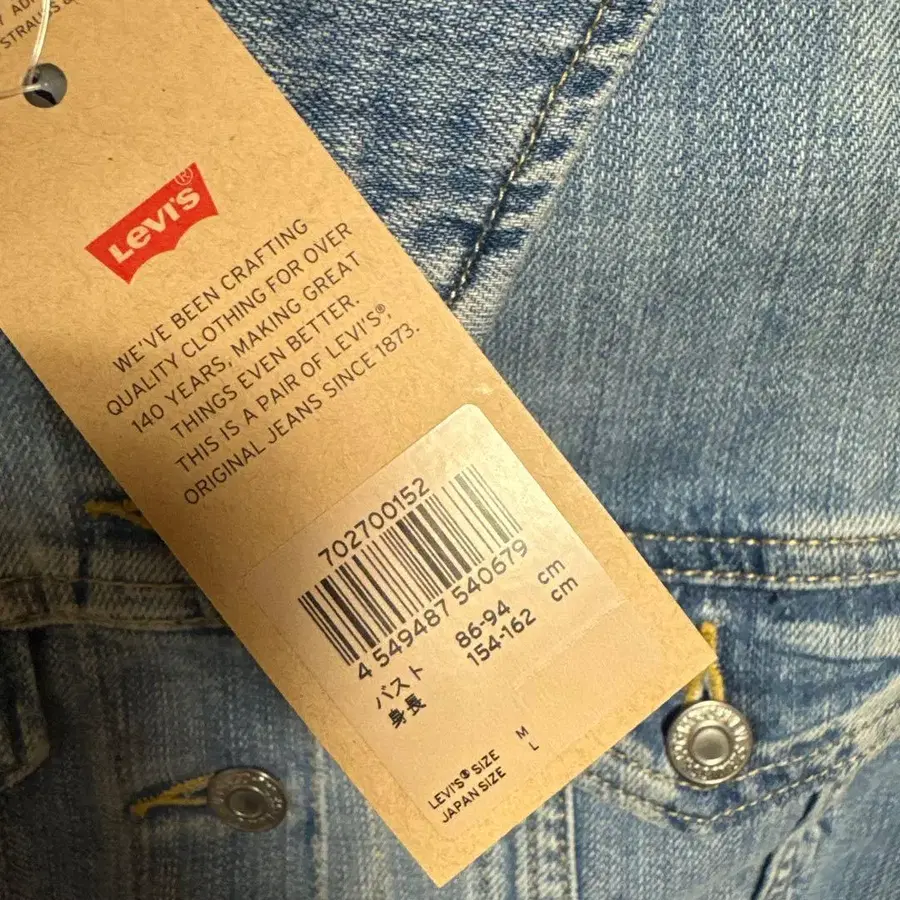 STRAUSS &
Levi's®
WE'VE BEEN CRAFTING
QUALITY CLOTHING FOR OVER
140 YEARS, MAKING GREAT
THINGS EVEN BETTER.
THIS IS A PAIR OF LEVI'S®,
ORIGINAL JEANS SINCE 1873.
702700152
4 549487 540679
バスト 86-94 cm
身長 154-162 cm
LEVI'S® SIZE M
JAPAN SIZE L